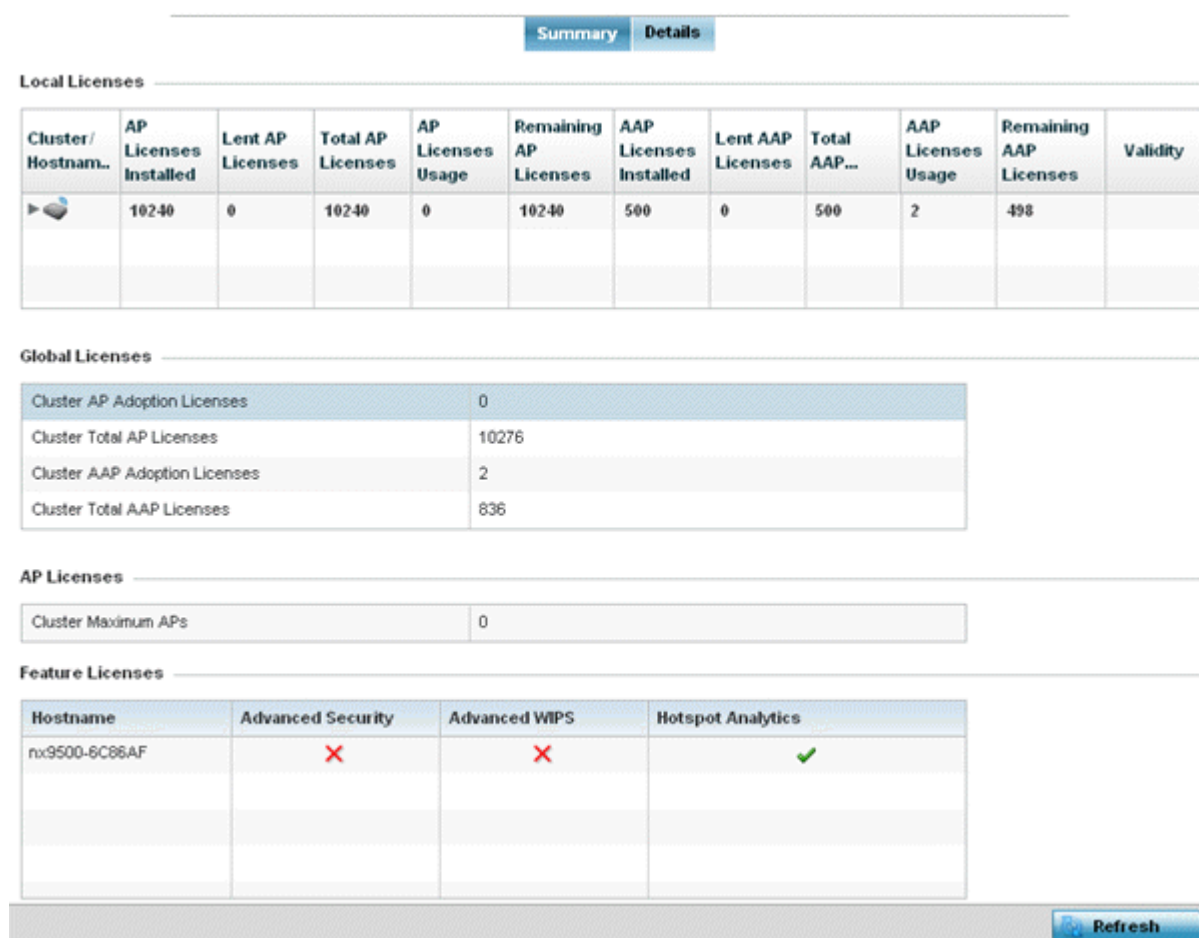 Summary Details
Local Licenses
Cluster/ Hostnam.. AP Licenses Installed Lent AP Licenses Total AP Licenses AP Licenses Usage Remaining AP Licenses AAP Licenses Installed Lent AAP Licenses Total AAP... AAP Licenses Usage Remaining AAP Licenses Validity
10240 0 10240 0 10240 500 0 500 2 498
Global Licenses
Cluster AP Adoption Licenses 0
Cluster Total AP Licenses 10276
Cluster AAP Adoption Licenses 2
Cluster Total AAP Licenses 836
AP Licenses
Cluster Maximum APs 0
Feature Licenses
Hostname Advanced Security Advanced WIPS Hotspot Analytics
nx9500-6C86AF
Refresh